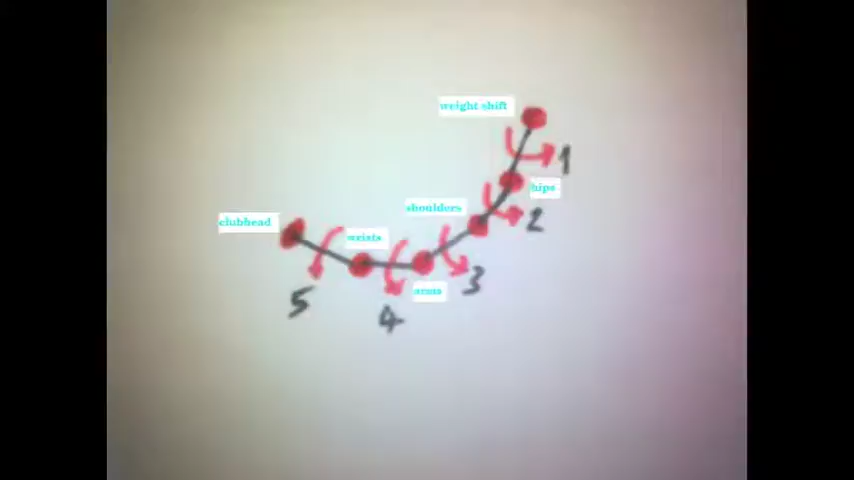 weight shift
1
hips
2
shoulders
3
arms
4
wrists
5
clubhead